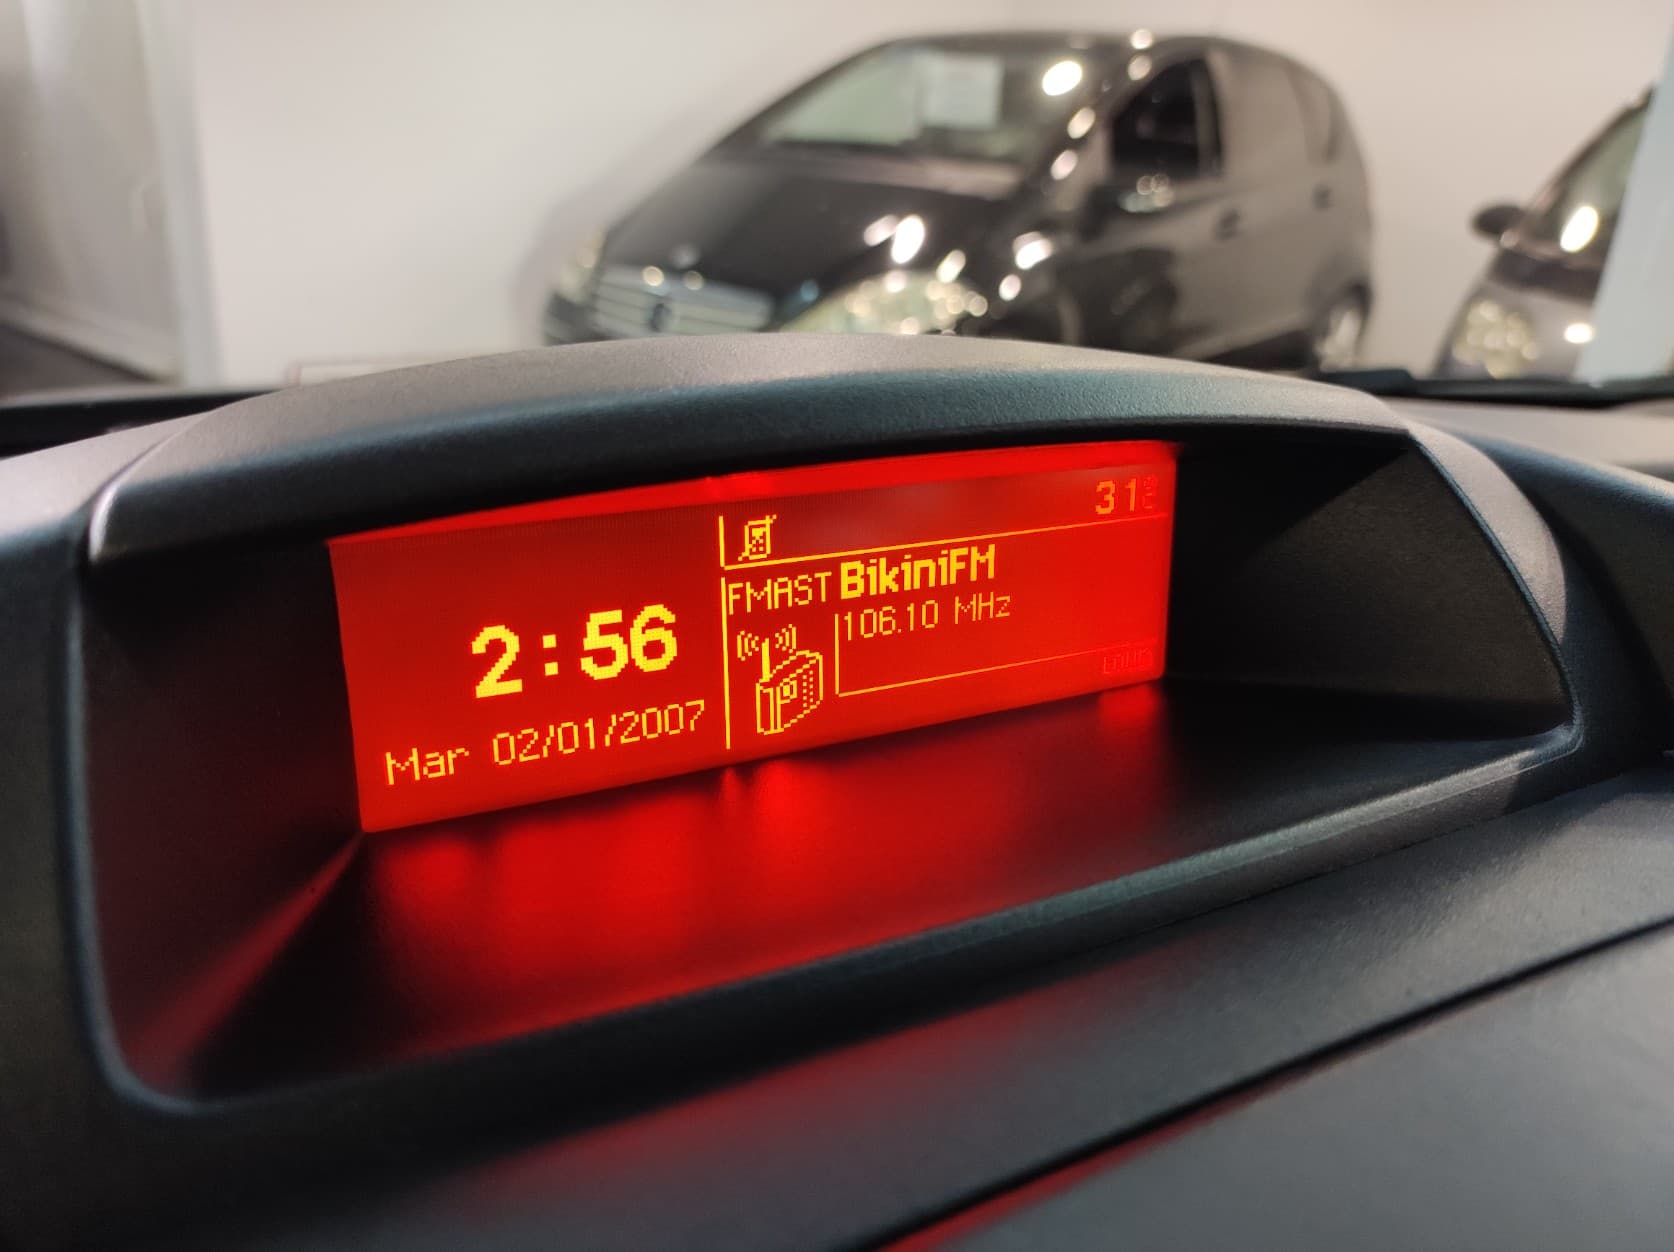 2:56
Mar 02/01/2007
31
FMAST BikiniFM
106.10 MHz